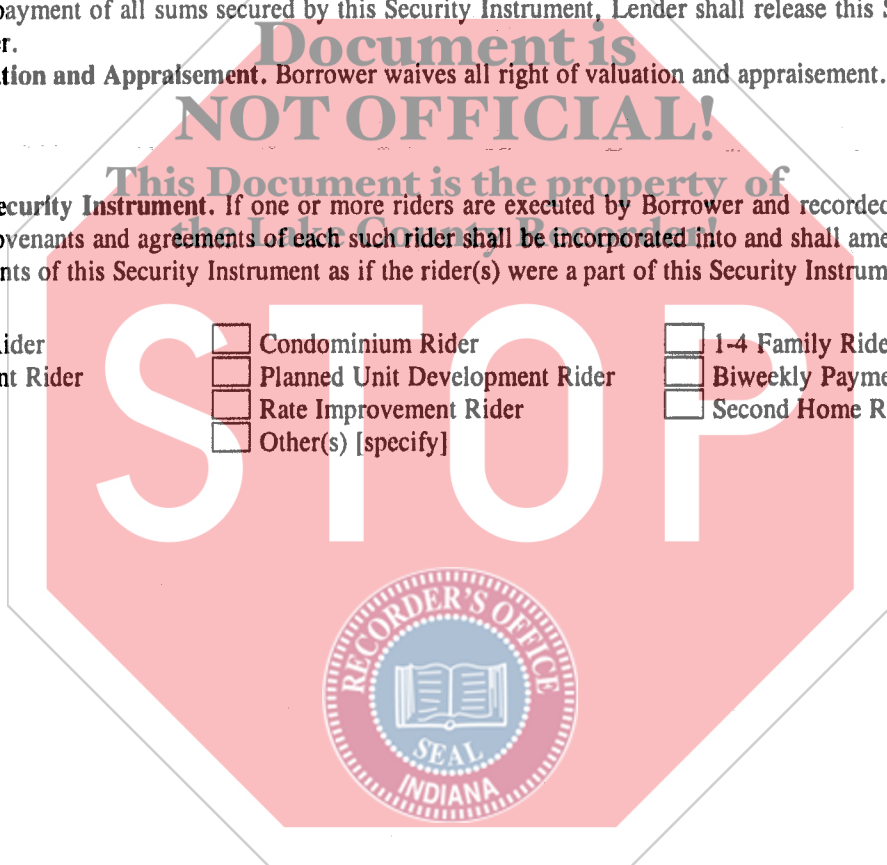 payment of all sums secured by this Security Instrument, Lender shall release this S
er.
Document is
tion and Appraisement. Borrower waives all right of valuation and appraisement.
NOT OFFICIAL!
This Document is the property of
ecurity Instrument. If one or more riders are executed by Borrower and recorded
the Lake County Recorder!
ovenants and agreements of each such rider shall be incorporated into and shall ame
nts of this Security Instrument as if the rider(s) were a part of this Security Instrum
Rider Condominium Rider 1-4 Family Ride
nt Rider Planned Unit Development Rider Biweekly Payme
Rate Improvement Rider Second Home R
Other(s) [specify]
STOP
RECORDER'S OFFICE
SEAL
INDIANA